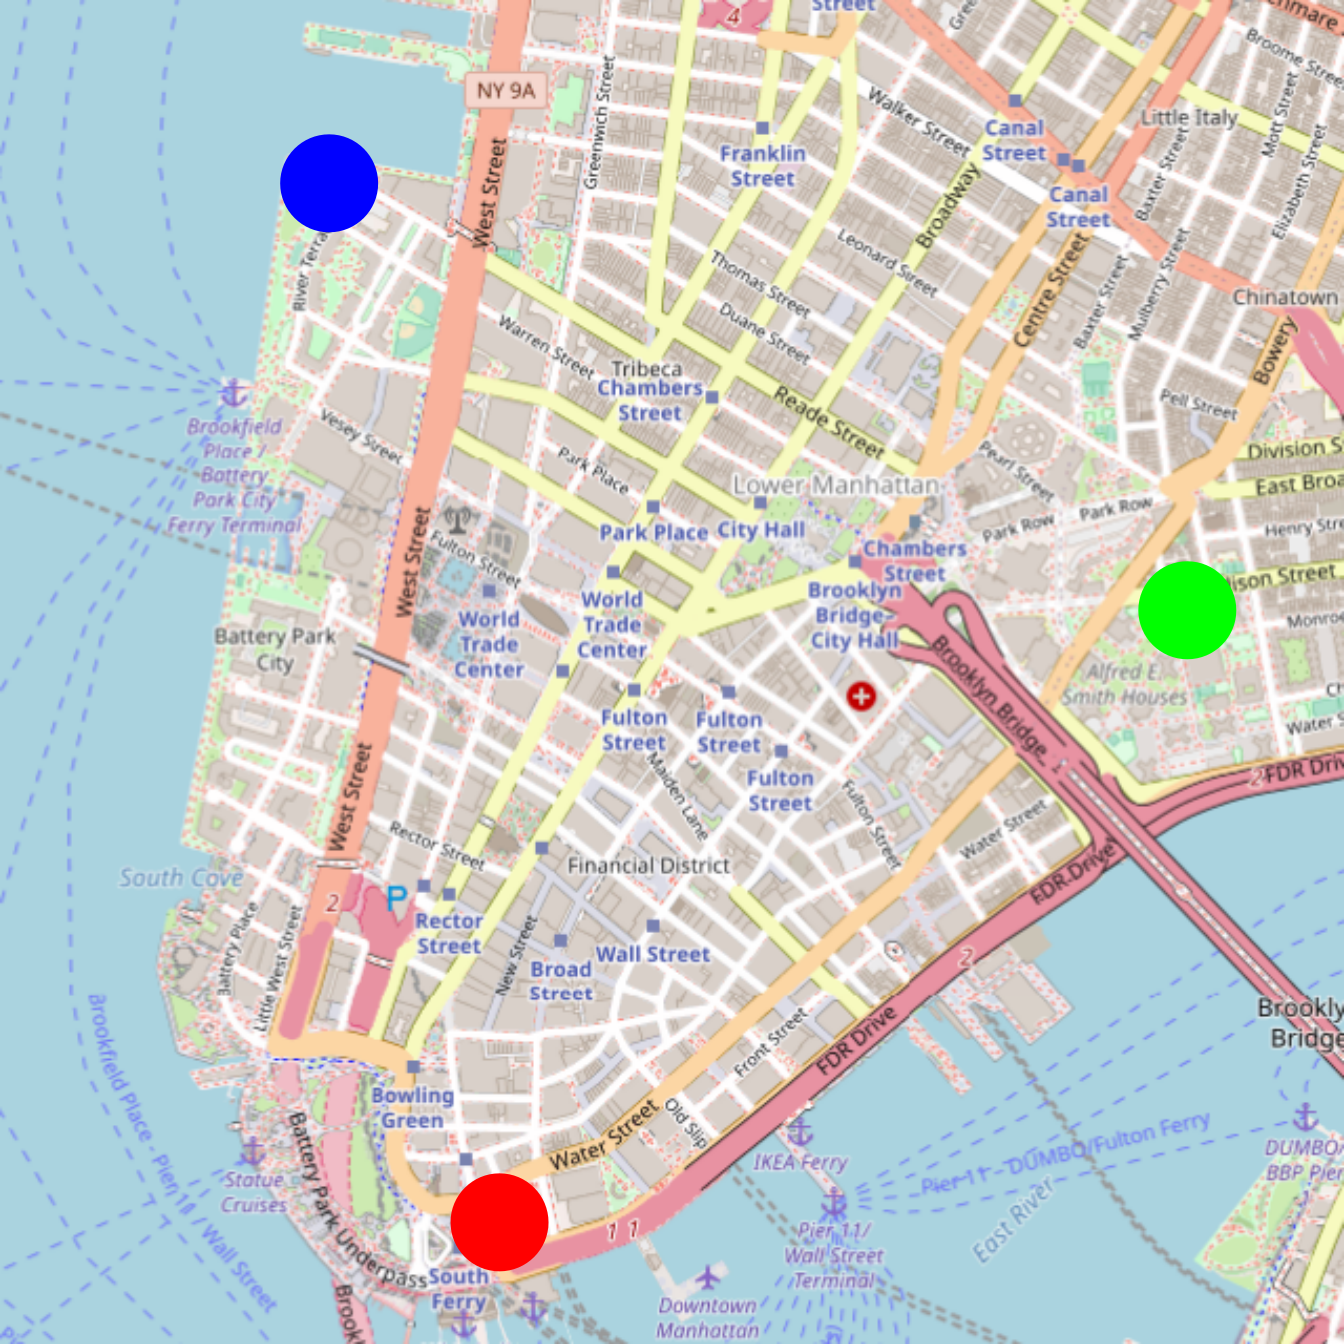 Street
4
NY 9A
Greenwich Street
Walker Street
Broome Street
Little Italy
Mott Street
Elizabeth Street
Baxter Street
Canal
Street
Franklin
Street
Canal
Street
West Street
Broadway
Leonard Street
Thomas Street
Duane Street
Centre Street
Baxter Street
Mulberry Street
Chinatown
Bowery
Warren Street
Tribeca
Chambers
Street
Reade Street
Pell Street
Pearl Street
Division S
East Broa
Brookfield
Place /
Battery
Park City
Ferry Terminal
Vesey Street
Park Place
Lower Manhattan
Park Row
Park Row
Henry Str
Park Place
City Hall
Chambers
Street
West Street
Fulton Street
World
Trade
Center
World
Trade
Center
Brooklyn
Bridge–
City Hall
ison Street
Monro
Battery Park
City
Brooklyn Bridge
1
Alfred E.
Smith Houses
Water
Fulton
Street
Fulton
Street
Fulton
Street
Maiden Lane
Fulton Street
Water Street
2
FDR Driv
West Street
Rector Street
Financial District
FDR Drive
South Cove
2
P
Rector
Street
New Street
Wall Street
Broad
Street
2
Battery Place
Little West Street
Front Street
FDR Drive
Brookly
Bridge
Bowling
Green
Old Slip
Water Street
IKEA Ferry
Pier 11 - DUMBO/Fulton Ferry
DUMBO/
BBP Pier
Statue
Cruises
Battery Park Underpass
Brookfield Place - Pier 11 / Wall Street
East River
1 1
Pier 11/
Wall Street
Terminal
South
Ferry
Downtown
Manhattan
Brook